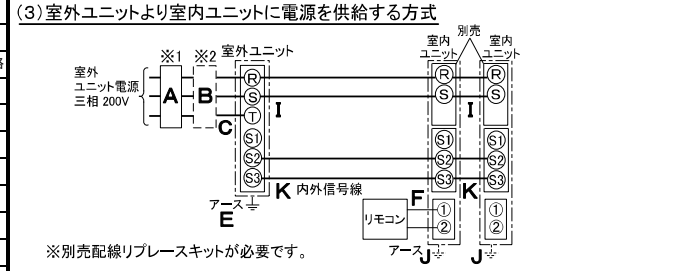 (3)室外ユニットより室内ユニットに電源を供給する方式
別売
※1 ※2 室外ユニット 室内ユニット 室内ユニット
室外
ユニット電源
三相 200V
A B C
R S T S1 S2 S3
I
R S S1 S2 S3
I
R S S1 S2 S3
K 内外信号線
K
アース
E
F
リモコン
① ②
① ②
アース J
J
※別売配線リプレースキットが必要です。